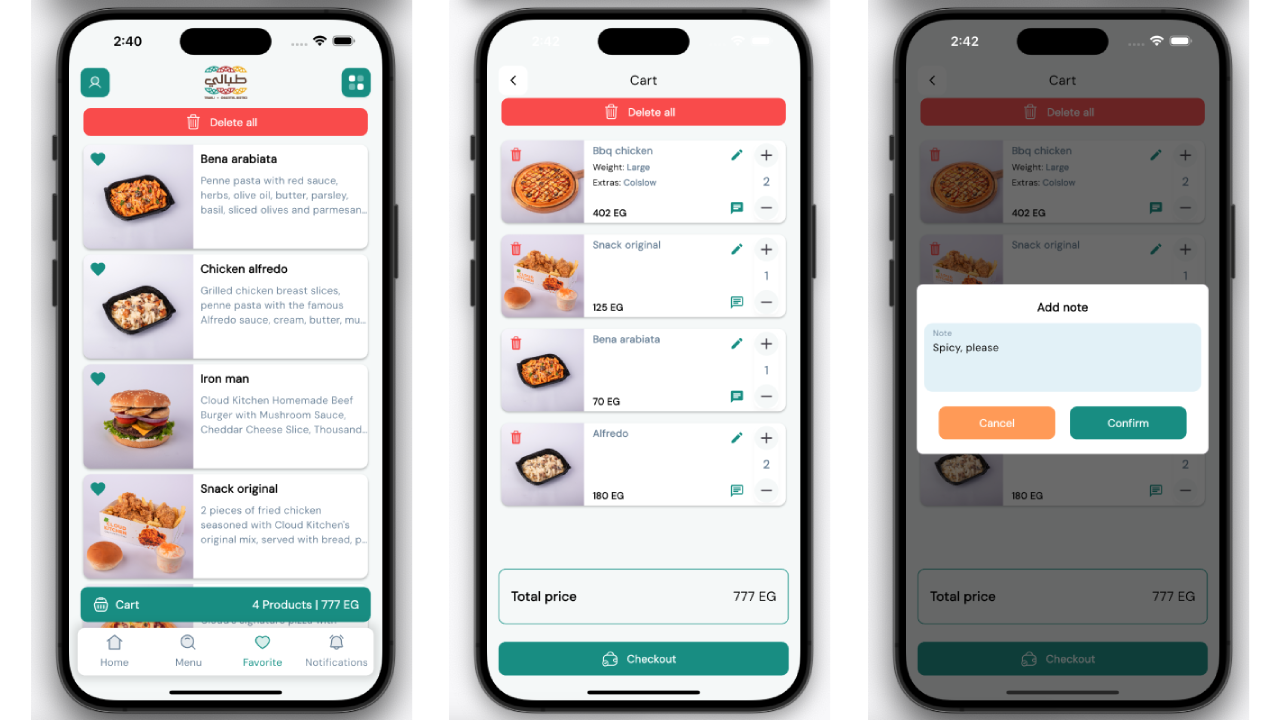 2:40
طبالي
Delete all
Bena arabiata
Penne pasta with red sauce,
herbs, olive oil, butter, parsley,
basil, sliced olives and parmesan...
Chicken alfredo
Grilled chicken breast slices,
penne pasta with the famous
Alfredo sauce, cream, butter, mu...
Iron man
Cloud Kitchen Homemade Beef
Burger with Mushroom Sauce,
Cheddar Cheese Slice, Thousand...
Snack original
2 pieces of fried chicken
seasoned with Cloud Kitchen's
original mix, served with bread, p...
Cart
4 Products | 777 EG
Home
Menu
Favorite
Notifications
2:42
Cart
Delete all
Bbq chicken
Weight: Large
Extras: Colslow
402 EG
2
Snack original
125 EG
1
Bena arabiata
70 EG
1
Alfredo
180 EG
2
Total price
777 EG
Checkout
2:42
Cart
Delete all
Bbq chicken
Weight: Large
Extras: Colslow
402 EG
2
Snack original
1
Add note
Note
Spicy, please
Cancel
Confirm
180 EG
2
Total price
777 EG
Checkout